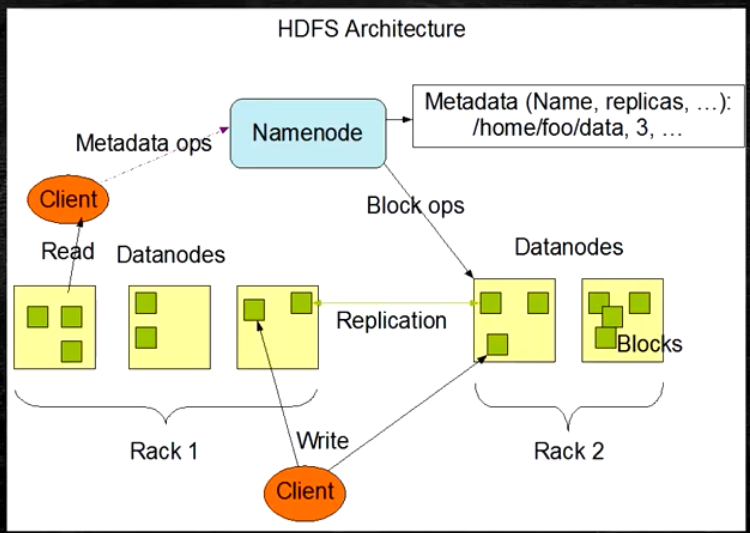 HDFS Architecture
Metadata (Name, replicas, ...):
/home/foo/data, 3, ...
Namenode
Metadata ops
Client
Block ops
Read
Datanodes
Datanodes
Replication
Blocks
Rack 1
Write
Rack 2
Client